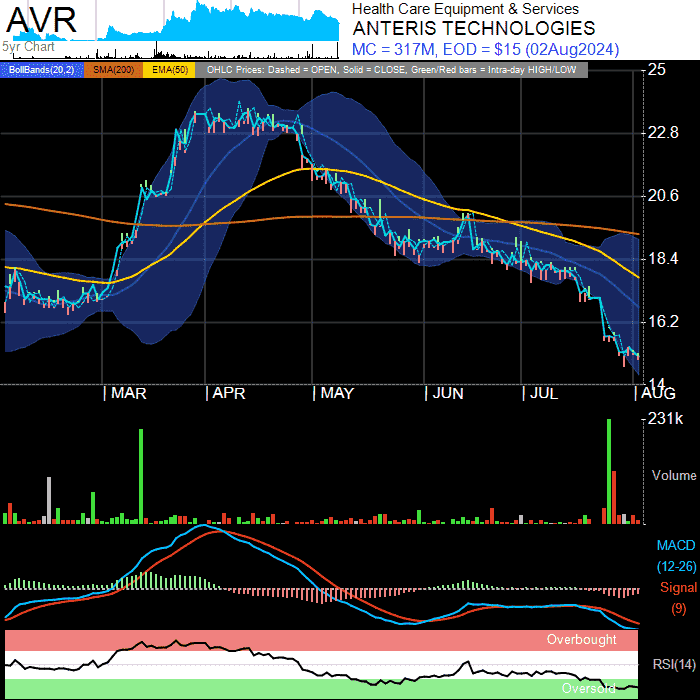 AVR
Health Care Equipment & Services
ANTERIS TECHNOLOGIES
5yr Chart
MC = 317M, EOD = $15 (02Aug2024)
BollBands(20,2) SMA(200) EMA(50) OHLC Prices: Dashed = OPEN, Solid = CLOSE, Green/Red bars = Intra-day HIGH/LOW
25
22.8
20.6
18.4
16.2
14
MAR APR MAY JUN JUL AUG
231k
Volume
MACD
(12-26)
Signal
(9)
Overbought
RSI(14)
Oversold